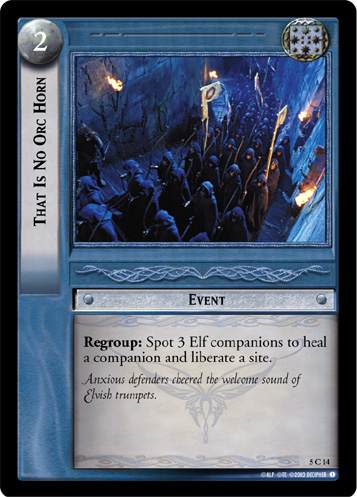 2
THAT IS NO ORC HORN
EVENT
Regroup: Spot 3 Elf companions to heal
a companion and liberate a site.
Anxious defenders cheered the welcome sound of
Elvish trumpets.
5 C 14
©NLP ™TE ©2003 DECIPHER